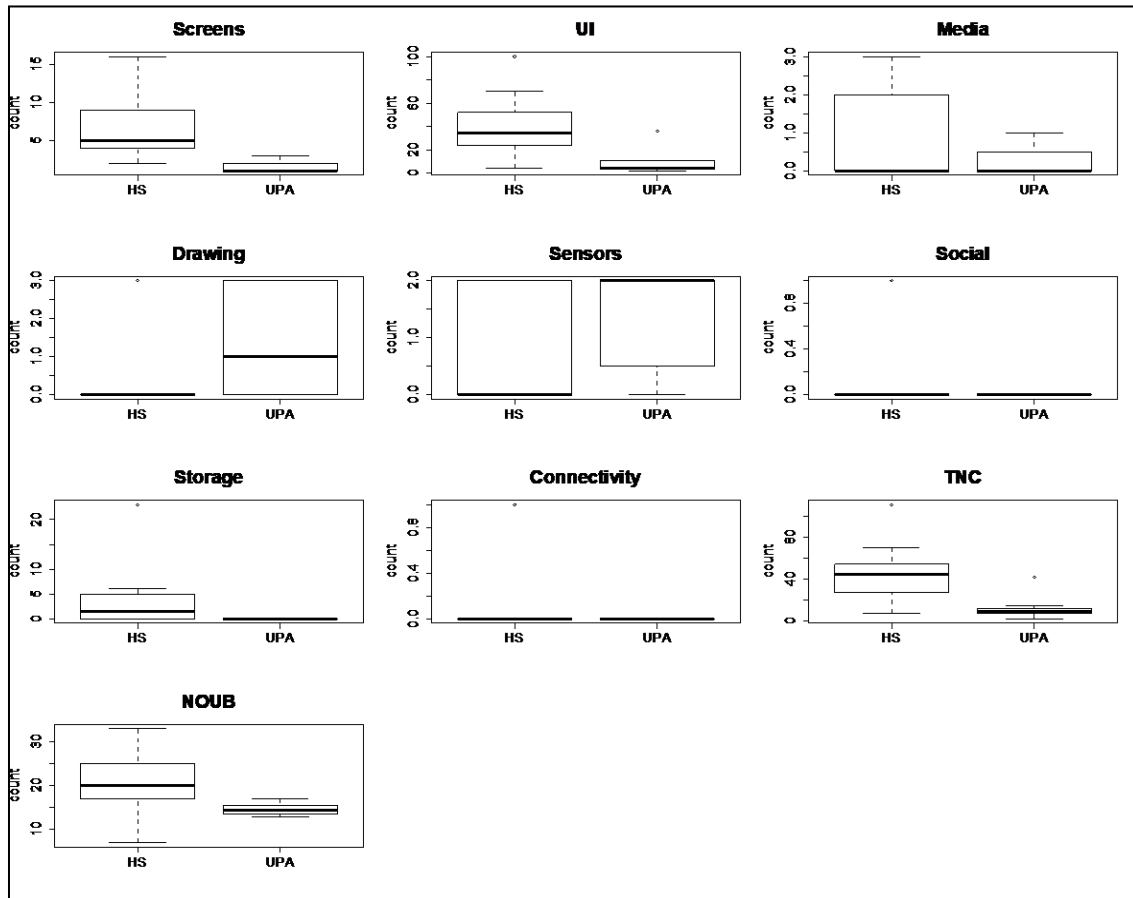 Screens
15
10
5
count
HS
UPA
UI
100
60
20
0
count
HS
UPA
Media
3.0
2.0
1.0
0.0
count
HS
UPA
Drawing
3.0
2.0
1.0
0.0
count
HS
UPA
Sensors
2.0
1.0
0.0
count
HS
UPA
Social
0.8
0.4
0.0
count
HS
UPA
Storage
20
10
5
0
count
HS
UPA
Connectivity
0.8
0.4
0.0
count
HS
UPA
TNC
80
40
0
count
HS
UPA
NOUB
30
20
10
count
HS
UPA